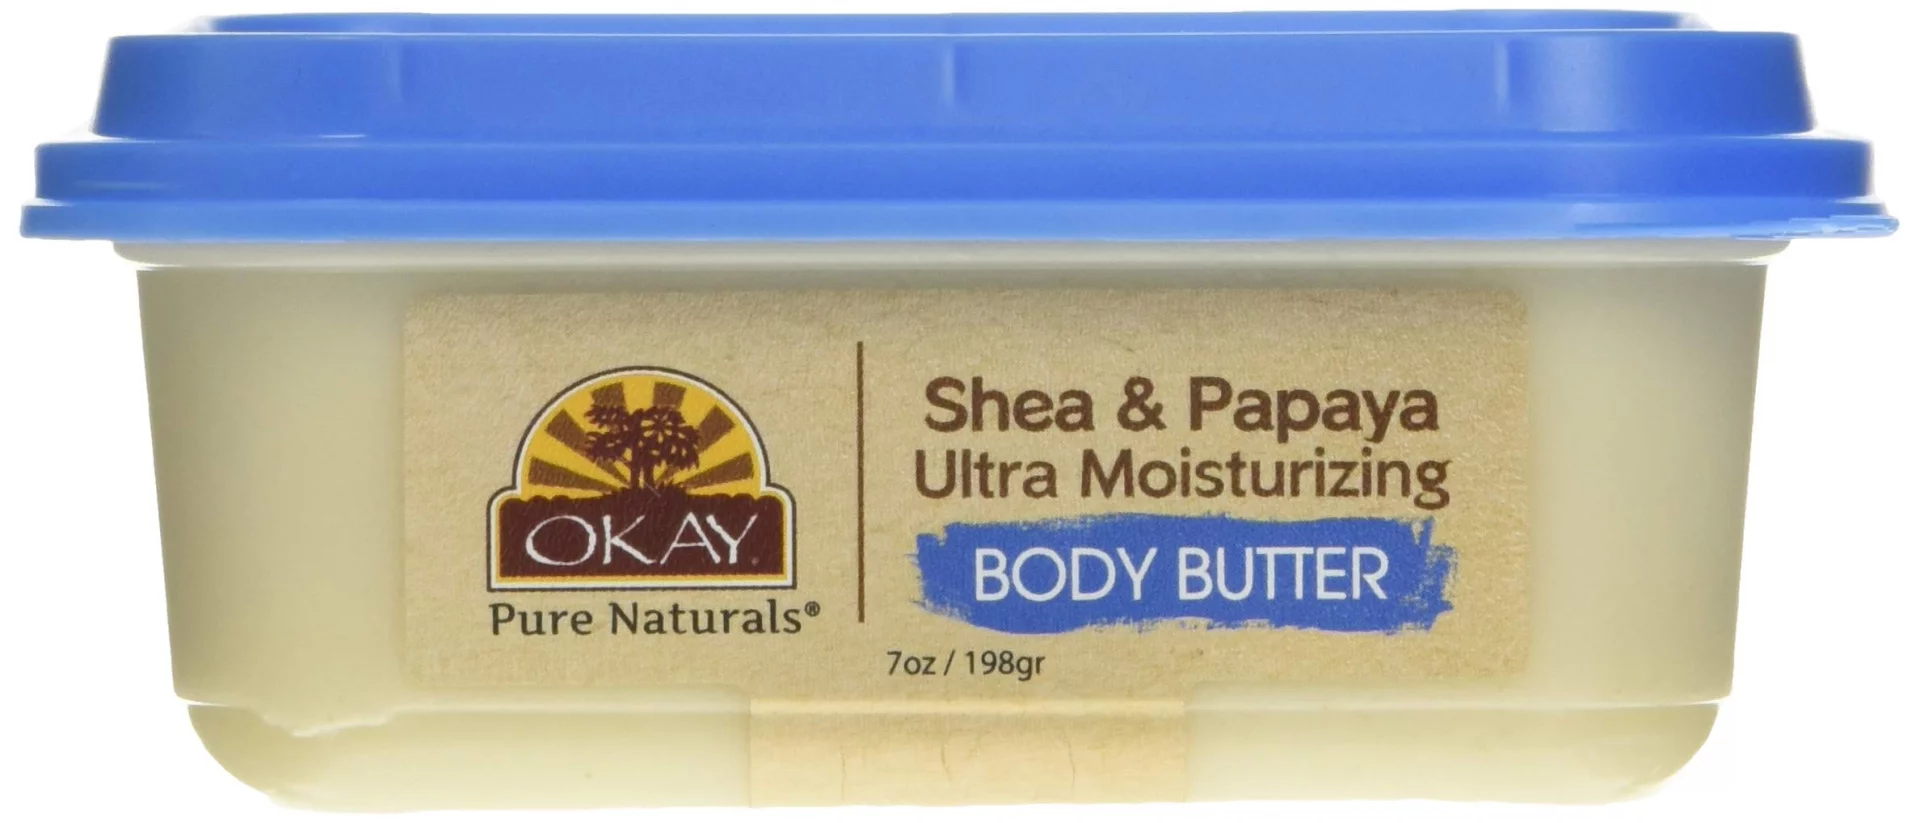 OKAY
Pure Naturals®
Shea & Papaya
Ultra Moisturizing
BODY BUTTER
7oz / 198gr